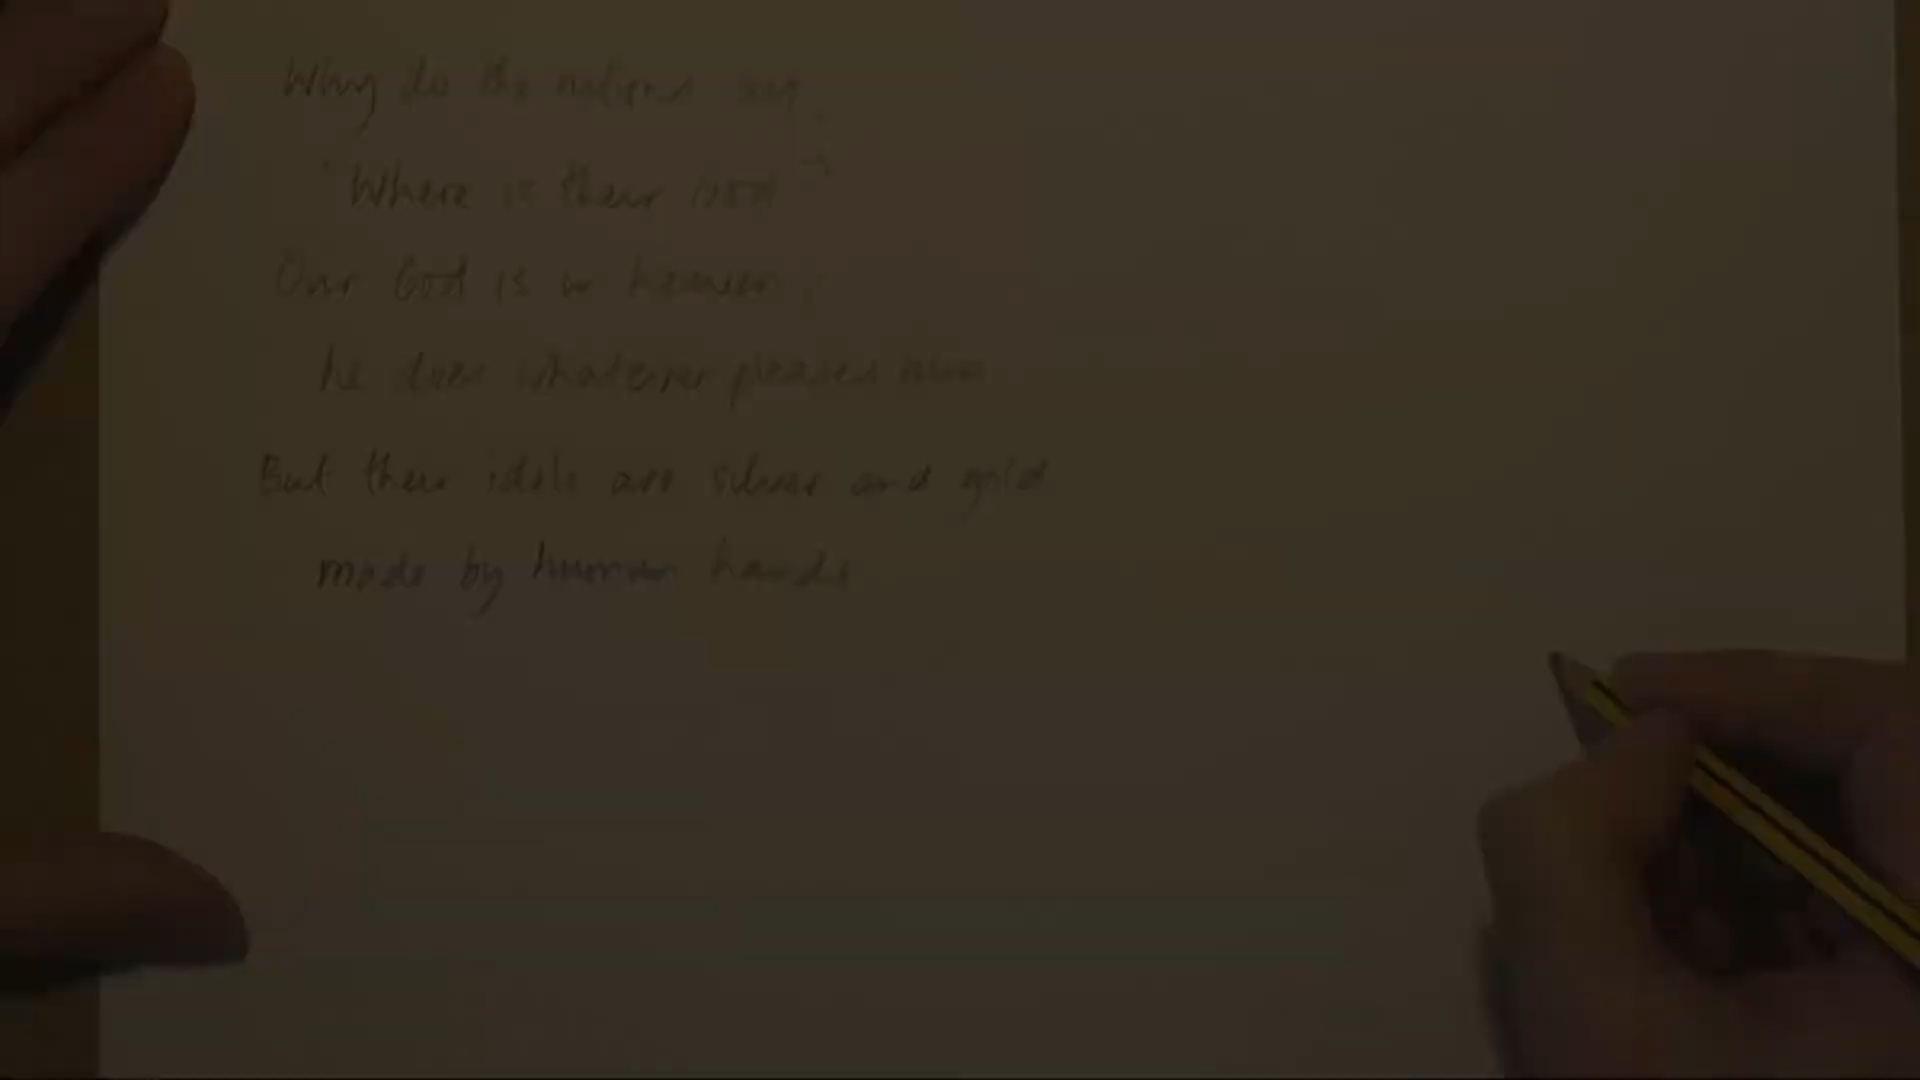 Why do the nations say,
"Where is their God"
Our God is in heaven;
he does whatever pleases him
But their idols are silver and gold
made by human hands